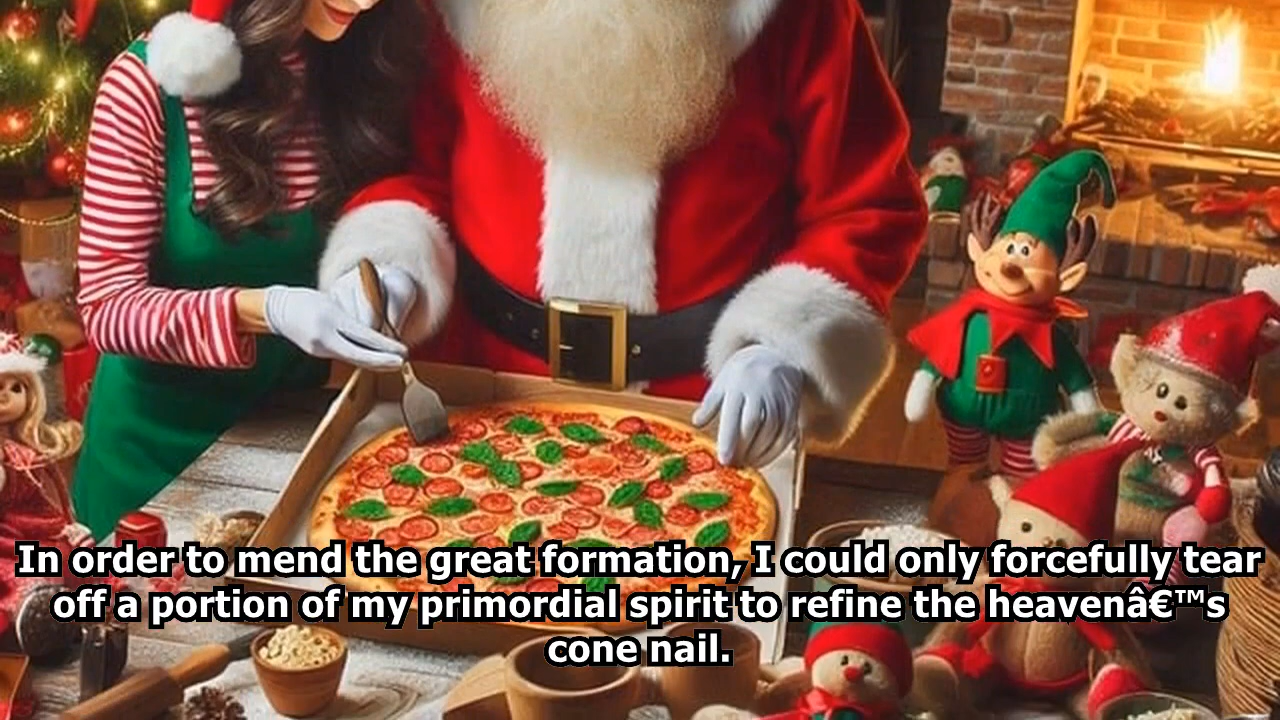 In order to mend the great formation, I could only forcefully tear
off a portion of my primordial spirit to refine the heavenâ€™s
cone nail.